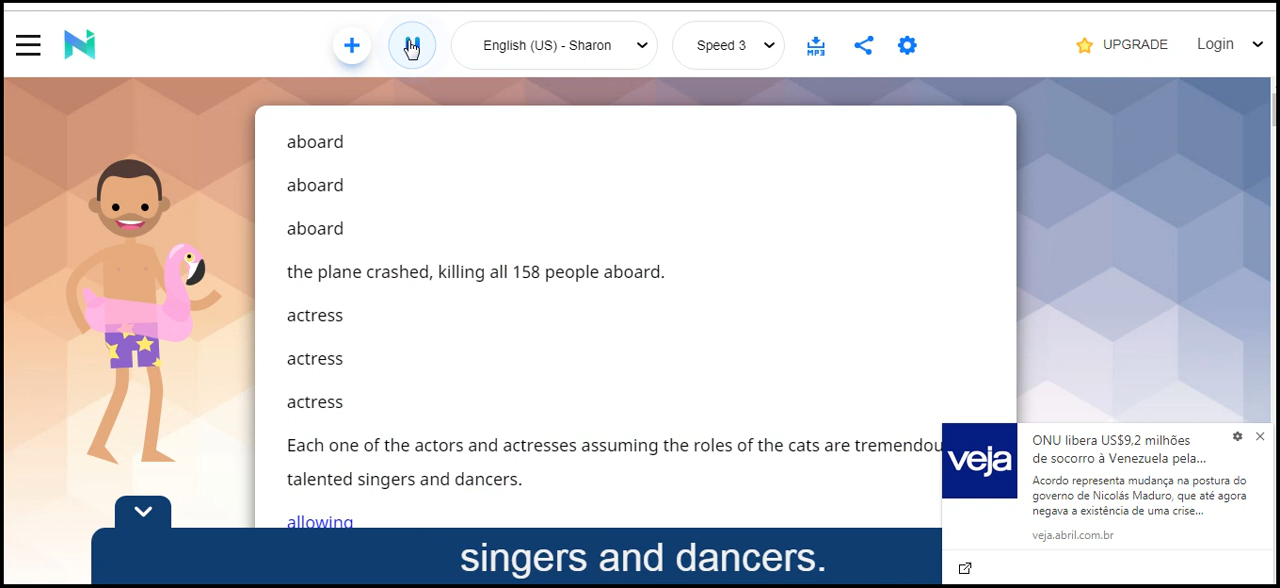 English (US) - Sharon
Speed 3
MP3
UPGRADE
Login
aboard
aboard
aboard
the plane crashed, killing all 158 people aboard.
actress
actress
actress
Each one of the actors and actresses assuming the roles of the cats are tremendou
talented singers and dancers.
allowing
singers and dancers.
veja
ONU libera US$9,2 milhões
de socorro à Venezuela pela...
Acordo representa mudança na postura do
governo de Nicolás Maduro, que até agora
negava a existência de uma crise...
veja.abril.com.br